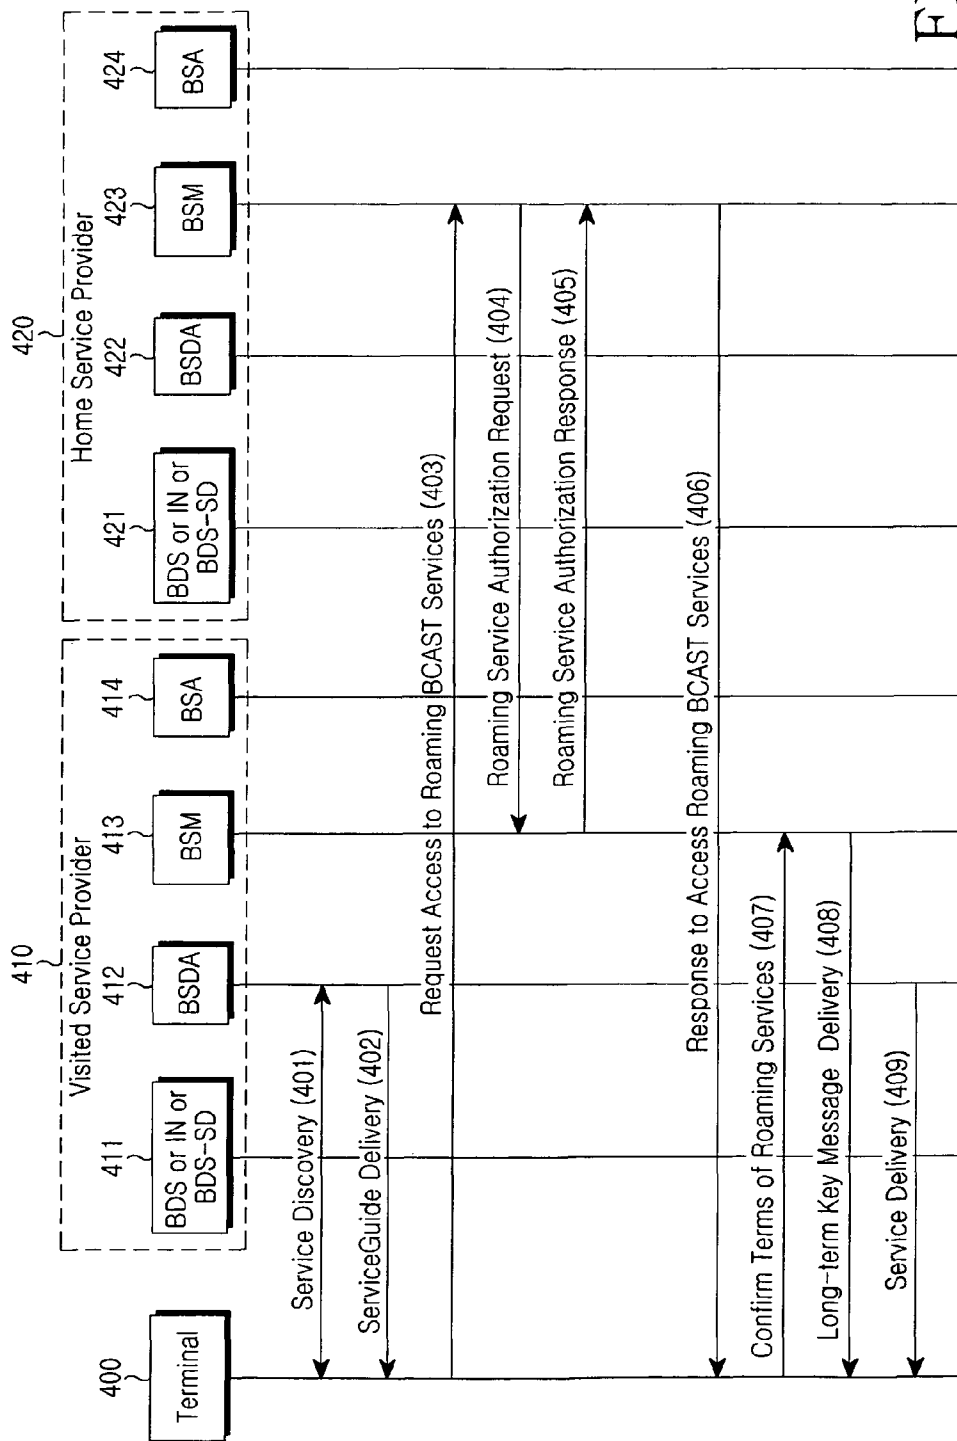 410
Visited Service Provider
420
Home Service Provider
400
411
412
413
414
421
422
423
424
Terminal
BDS or IN or
BDS-SD
BSDA
BSM
BSA
BDS or IN or
BDS-SD
BSDA
BSM
BSA
Service Discovery (401)
ServiceGuide Delivery (402)
Request Access to Roaming BCAST Services (403)
Roaming Service Authorization Request (404)
Roaming Service Authorization Response (405)
Response to Access Roaming BCAST Services (406)
Confirm Terms of Roaming Services (407)
Long-term Key Message Delivery (408)
Service Delivery (409)